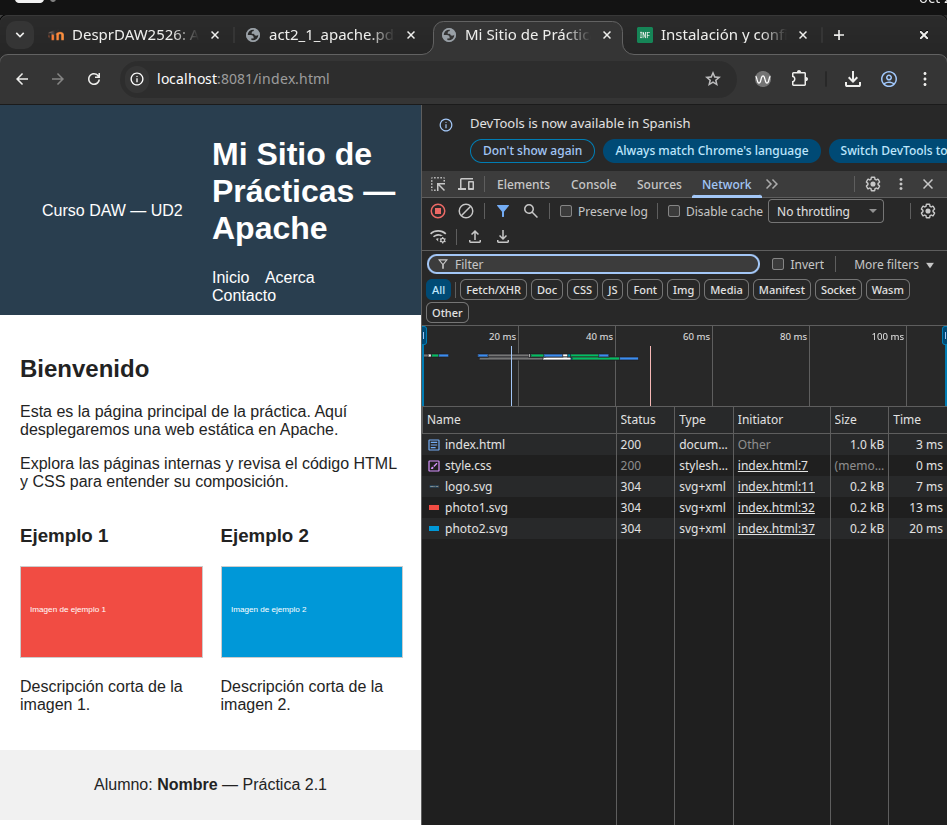 DesprDAW2526: A
act2_1_apache.pd
Mi Sitio de Práctic
INF
Instalación y conf
localhost:8081/index.html
Curso DAW — UD2
Mi Sitio de
Prácticas —
Apache
Inicio Acerca
Contacto
Bienvenido
Esta es la página principal de la práctica. Aquí
desplegaremos una web estática en Apache.
Explora las páginas internas y revisa el código HTML
y CSS para entender su composición.
Ejemplo 1
Ejemplo 2
Imagen de ejemplo 1
Imagen de ejemplo 2
Descripción corta de la
imagen 1.
Descripción corta de la
imagen 2.
Alumno: Nombre — Práctica 2.1
DevTools is now available in Spanish
Don't show again
Always match Chrome's language
Switch DevTools to
Elements Console Sources Network
Preserve log
Disable cache
No throttling
Filter
Invert
More filters
All Fetch/XHR Doc CSS JS Font Img Media Manifest Socket Wasm
Other
20 ms 40 ms 60 ms 80 ms 100 ms
Name Status Type Initiator Size Time
index.html 200 docum... Other 1.0 kB 3 ms
style.css 200 stylesh... index.html:7 (memo... 0 ms
logo.svg 304 svg+xml index.html:11 0.2 kB 7 ms
photo1.svg 304 svg+xml index.html:32 0.2 kB 13 ms
photo2.svg 304 svg+xml index.html:37 0.2 kB 20 ms